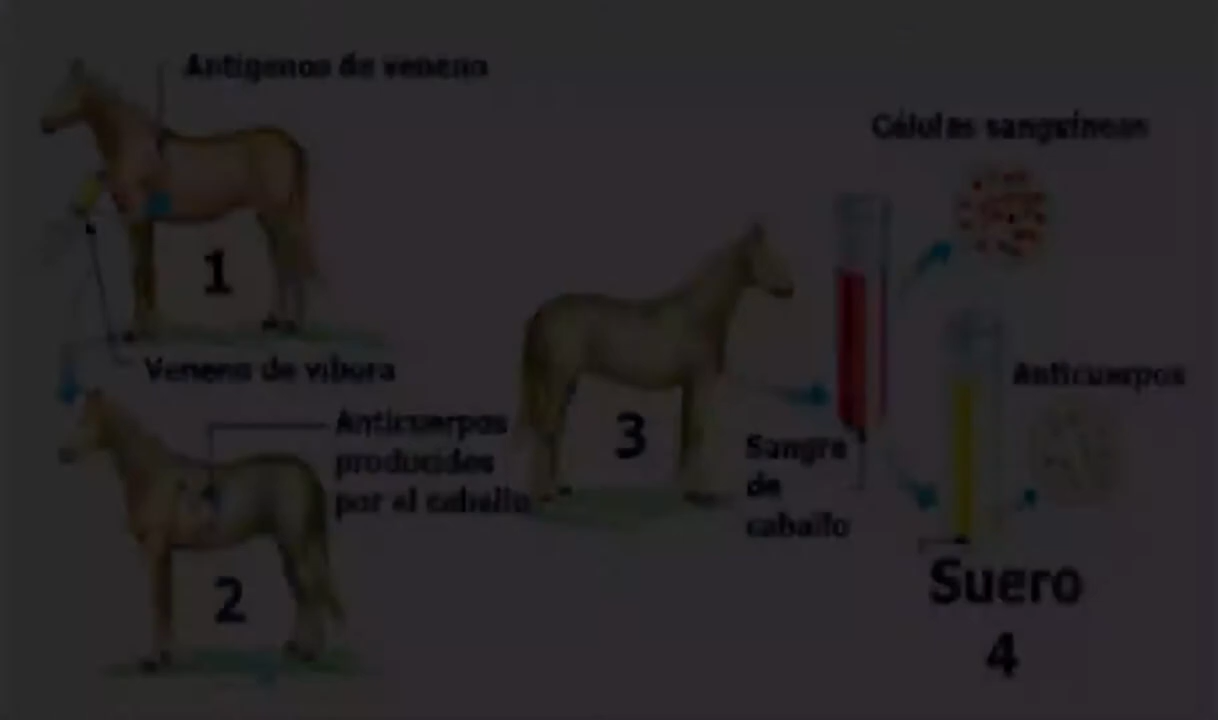 Antígenos de veneno
Células sanguíneas
1
Veneno de víbora
Anticuerpos
Anticuerpos
producidos
por el caballo
3
Sangre
de
caballo
2
Suero
4